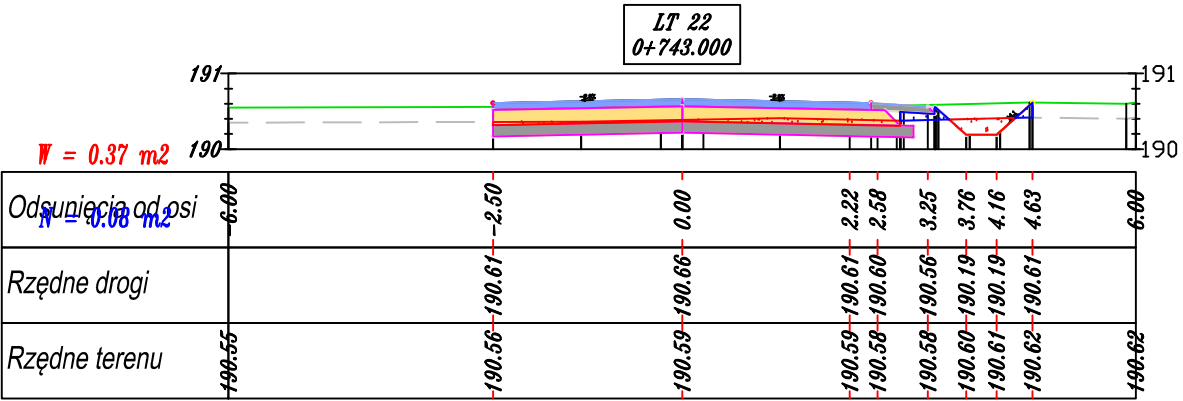 LT 22
0+743.000
191 191
190 190
W = 0.37 m2
N = 0.08 m2
Odsunięcia od osi -6.00 -2.50 0.00 2.22 2.58 3.25 3.76 4.16 4.63 6.00
Rzędne drogi 190.61 190.66 190.61 190.60 190.56 190.19 190.19 190.61
Rzędne terenu 190.55 190.56 190.59 190.59 190.58 190.58 190.60 190.61 190.62 190.62